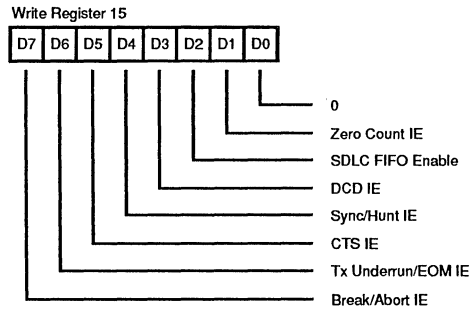 Write Register 15
D7 D6 D5 D4 D3 D2 D1 D0
0
Zero Count IE
SDLC FIFO Enable
DCD IE
Sync/Hunt IE
CTS IE
Tx Underrun/EOM IE
Break/Abort IE